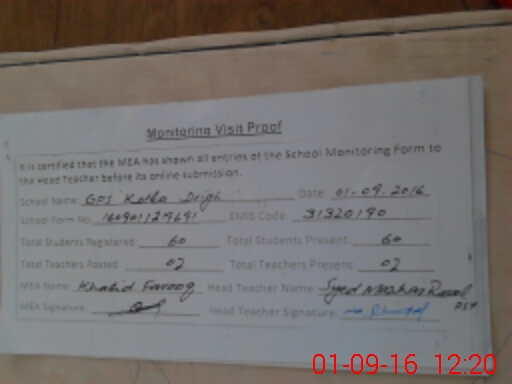 Monitoring Visit Proof
It is certified that the MEA has shown all entries of the School Monitoring Form to
the Head Teacher before its online submission.
School Name: GPS Kotla Drigh Date: 01-09-2016
School Form No: EMIS Code: 31320190
Total Students Registered: 60 Total Students Present: 60
Total Teachers Posted: 02 Total Teachers Present: 02
MEA Name: Khalid Farooq Head Teacher Name: Syed Rasool
MEA Signature: Head Teacher Signature: PST
01-09-16 12:20